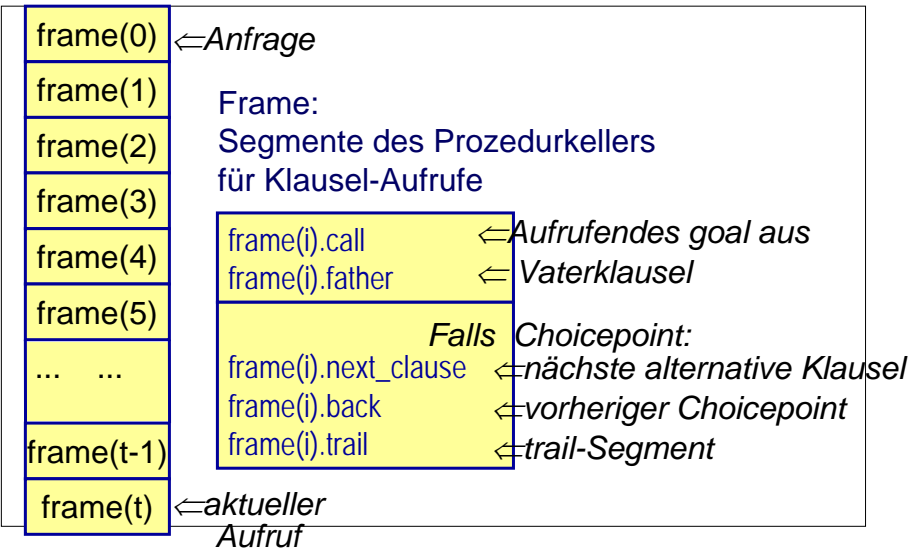 frame(0) ⇐Anfrage
frame(1)
frame(2)
frame(3)
frame(4)
frame(5)
... ...
frame(t-1)
frame(t) ⇐aktueller
Aufruf
Frame:
Segmente des Prozedurkellers
für Klausel-Aufrufe
frame(i).call ⇐Aufrufendes goal aus
frame(i).father ⇐ Vaterklausel
Falls Choicepoint:
frame(i).next_clause ⇐nächste alternative Klausel
frame(i).back ⇐vorheriger Choicepoint
frame(i).trail ⇐trail-Segment